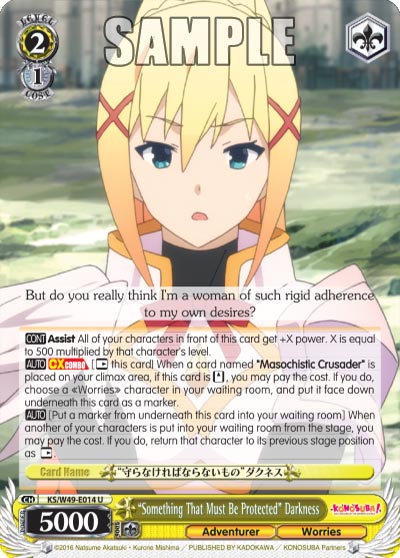 LEVEL
2
1
COST
SAMPLE
But do you really think I'm a woman of such rigid adherence
to my own desires?
CONT Assist All of your characters in front of this card get +X power. X is equal
to 500 multiplied by that character's level.
AUTO CX COMBO [ this card] When a card named "Masochistic Crusader" is
placed on your climax area, if this card is , you may pay the cost. If you do,
choose a «Worries» character in your waiting room, and put it face down
underneath this card as a marker.
AUTO [Put a marker from underneath this card into your waiting room] When
another of your characters is put into your waiting room from the stage, you
may pay the cost. If you do, return that character to its previous stage position
as
Card Name "守らなければならないもの" ダクネス
CH KS/W49-E014 U
5000
"Something That Must Be Protected" Darkness
KONOSUBA!
Adventurer Worries
©2016 Natsume Akatsuki・Kurone Mishima / PUBLISHED BY KADOKAWA / KONOSUBA Partners